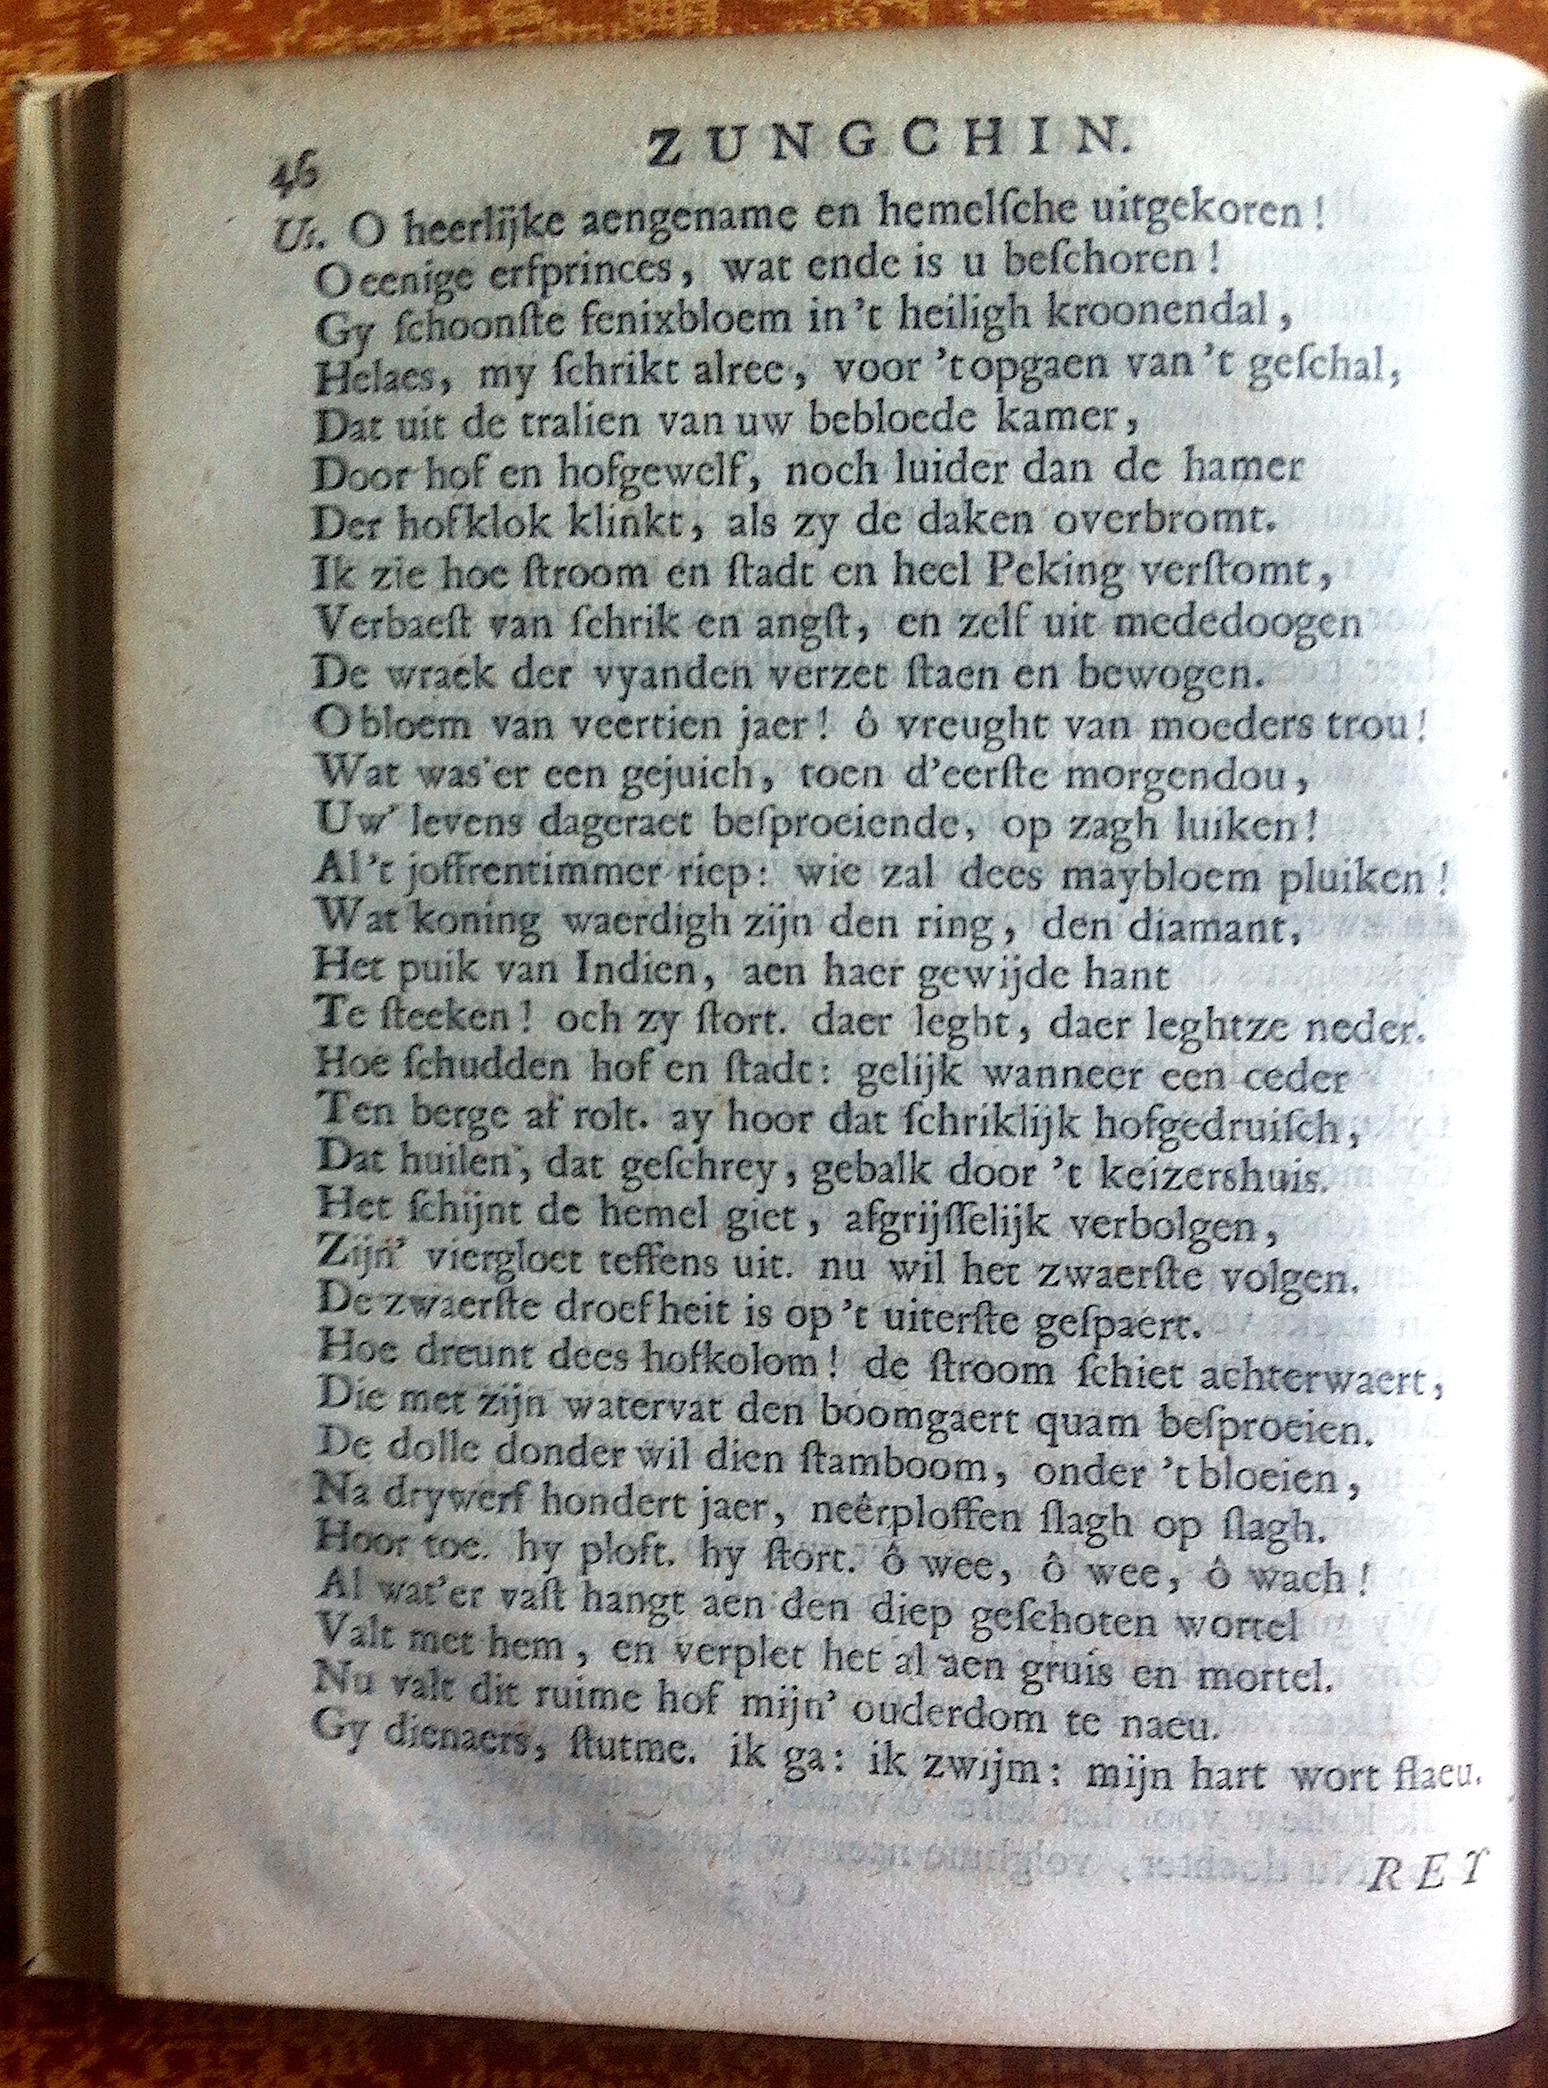 46 ZUNGCHIN.
Us. O heerlijke aengename en hemelſche uitgekoren!
O eenige erfprinces, wat ende is u beſchoren!
Gy ſchoonſte fenixbloem in't heiligh kroonendal,
Helaes, my ſchrikt alree, voor 't opgaen van 't geſchal,
Dat uit de tralien van uw bebloede kamer,
Door hof en hofgewelf, noch luider dan de hamer
Der hofklok klinkt, als zy de daken overbromt.
Ik zie hoe ſtroom en ſtadt en heel Peking verſtomt,
Verbaeſt van ſchrik en angſt, en zelf uit mededoogen
De wraek der vyanden verzet ſtaen en bewogen.
O bloem van veertien jaer! ô vreught van moeders trou!
Wat was'er een gejuich, toen d'eerſte morgendou,
Uw' levens dageraet beſproeiende, op zagh luiken!
Al 't joffrentimmer riep: wie zal dees maybloem pluiken!
Wat koning waerdigh zijn den ring, den diamant,
Het puik van Indien, aen haer gewijde hant
Te ſteeken! och zy ſtort. daer leght, daer leghtze neder.
Hoe ſchudden hof en ſtadt: gelijk wanneer een ceder
Ten berge af rolt. ay hoor dat ſchriklijk hofgedruiſch,
Dat huilen, dat geſchrey, gebalk door 't keizershuis.
Het ſchijnt de hemel giet, afgrijſſelijk verbolgen,
Zijn' viergloet teffens uit. nu wil het zwaerſte volgen.
De zwaerſte droefheit is op 't uiterſte geſpaert.
Hoe dreunt dees hofkolom! de ſtroom ſchiet achterwaert,
Die met zijn watervat den boomgaert quam beſproeien.
De dolle donder wil dien ſtamboom, onder 't bloeien,
Na drywerf hondert jaer, neêrploffen ſlagh op ſlagh.
Hoor toe. hy ploft. hy ſtort. ô wee, ô wee, ô wach!
Al wat'er vaſt hangt aen den diep geſchoten wortel
Valt met hem, en verplet het al aen gruis en mortel.
Nu valt dit ruime hof mijn' ouderdom te naeu.
Gy dienaers, ſtutme. ik ga: ik zwijm: mijn hart wort flaeu.
REY